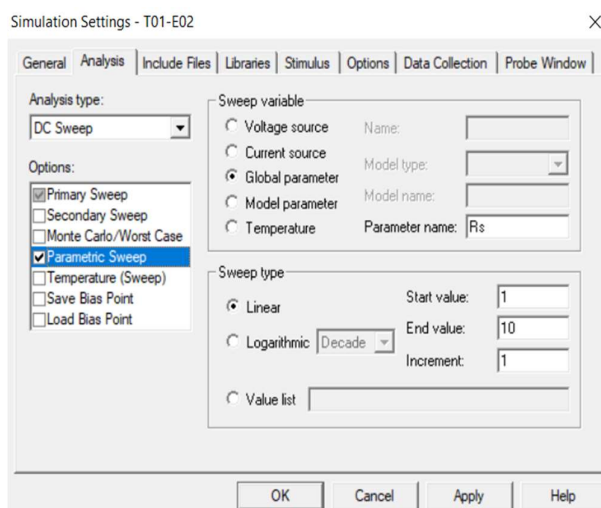 Simulation Settings - T01-E02
General Analysis Include Files Libraries Stimulus Options Data Collection Probe Window
Analysis type:
DC Sweep
Options:
Primary Sweep
Secondary Sweep
Monte Carlo/Worst Case
Parametric Sweep
Temperature (Sweep)
Save Bias Point
Load Bias Point
Sweep variable
Voltage source
Current source
Global parameter
Model parameter
Temperature
Name:
Model type:
Model name:
Parameter name: Rs
Sweep type
Linear
Logarithmic Decade
Value list
Start value: 1
End value: 10
Increment: 1
OK Cancel Apply Help